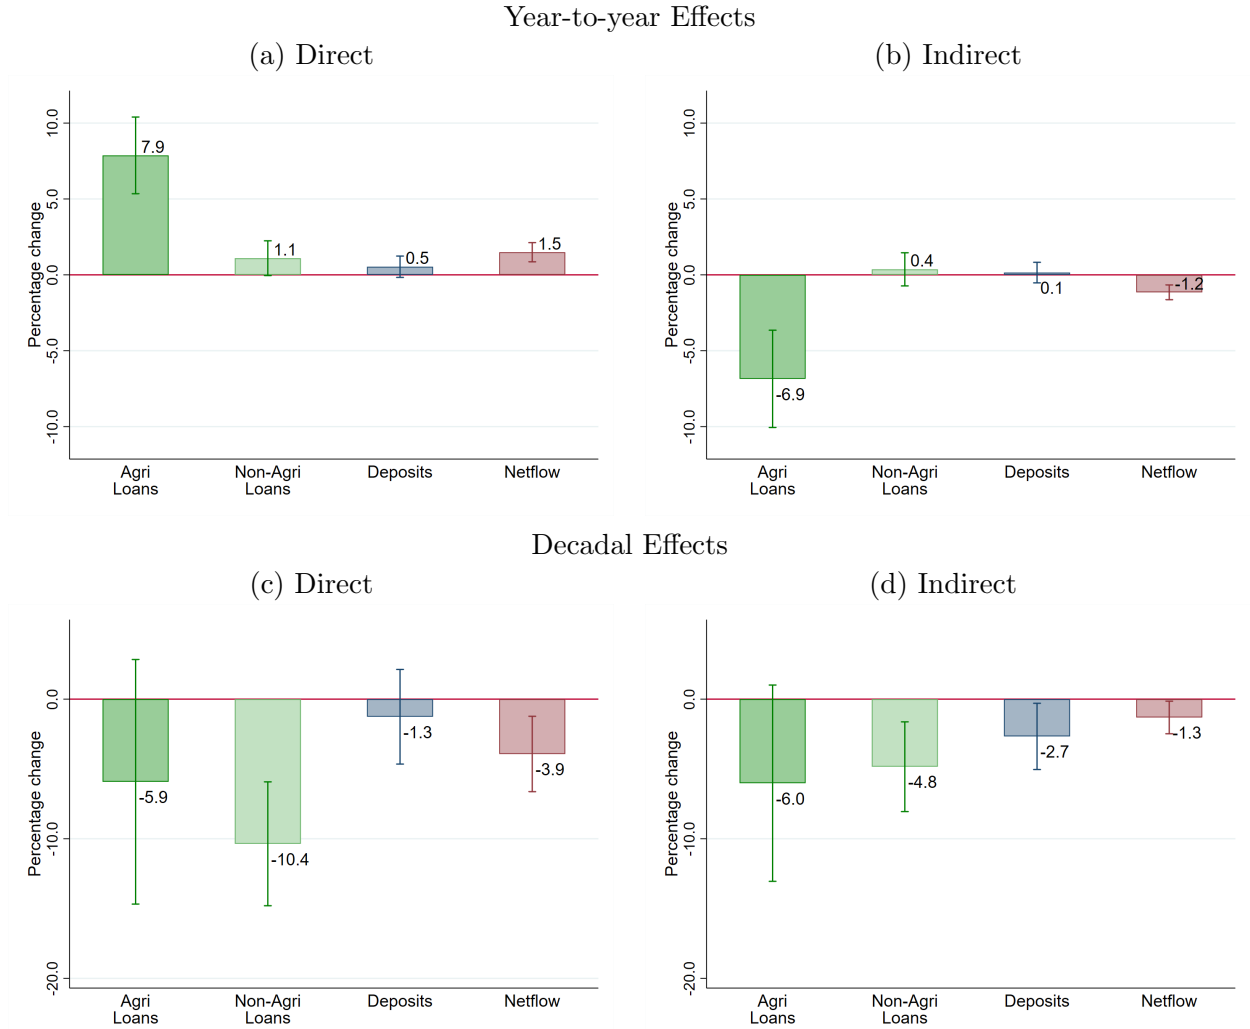 Year-to-year Effects
(a) Direct
Percentage change
10.0
5.0
0.0
-5.0
-10.0
7.9
1.1
0.5
1.5
Agri
Loans
Non-Agri
Loans
Deposits
Netflow
(b) Indirect
Percentage change
10.0
5.0
0.0
-5.0
-10.0
-6.9
0.4
0.1
-1.2
Agri
Loans
Non-Agri
Loans
Deposits
Netflow
Decadal Effects
(c) Direct
Percentage change
0.0
-10.0
-20.0
-5.9
-10.4
-1.3
-3.9
Agri
Loans
Non-Agri
Loans
Deposits
Netflow
(d) Indirect
Percentage change
0.0
-10.0
-20.0
-6.0
-4.8
-2.7
-1.3
Agri
Loans
Non-Agri
Loans
Deposits
Netflow